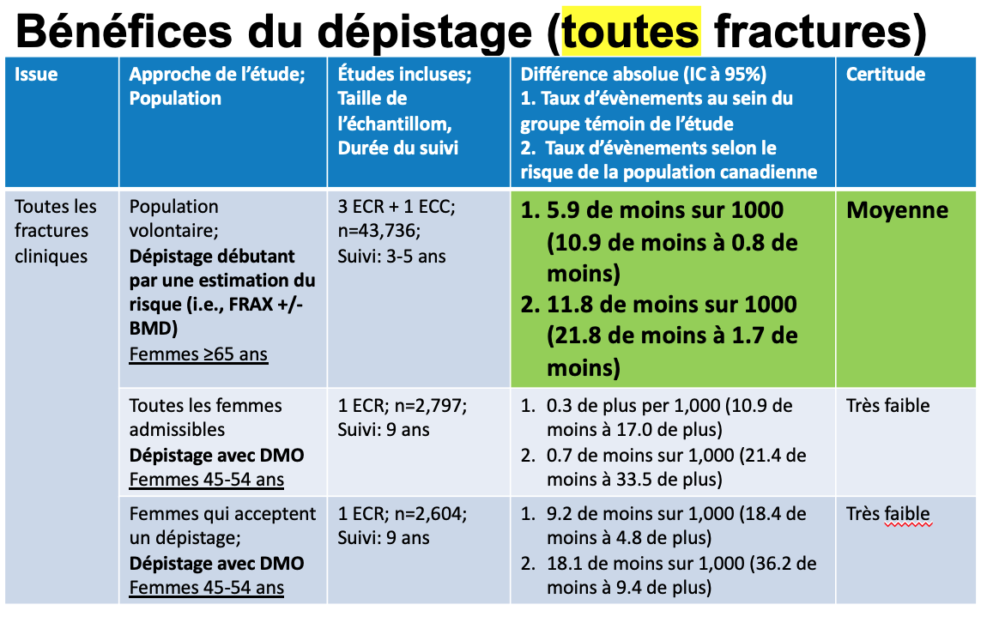 Bénéfices du dépistage (toutes fractures)
Issue
Approche de l'étude;
Population
Études incluses;
Taille de
l'échantillom,
Durée du suivi
Différence absolue (IC à 95%)
1. Taux d'évènements au sein du
groupe témoin de l'étude
2. Taux d'évènements selon le
risque de la population canadienne
Certitude
Toutes les
fractures
cliniques
Population
volontaire;
Dépistage débutant
par une estimation du
risque (i.e., FRAX +/-
BMD)
Femmes ≥65 ans
3 ECR + 1 ECC;
n=43,736;
Suivi: 3-5 ans
1. 5.9 de moins sur 1000
(10.9 de moins à 0.8 de
moins)
2. 11.8 de moins sur 1000
(21.8 de moins à 1.7 de
moins)
Moyenne
Toutes les femmes
admissibles
Dépistage avec DMO
Femmes 45-54 ans
1 ECR; n=2,797;
Suivi: 9 ans
1. 0.3 de plus per 1,000 (10.9 de
moins à 17.0 de plus)
2. 0.7 de moins sur 1,000 (21.4 de
moins à 33.5 de plus)
Très faible
Femmes qui acceptent
un dépistage;
Dépistage avec DMO
Femmes 45-54 ans
1 ECR; n=2,604;
Suivi: 9 ans
1. 9.2 de moins sur 1,000 (18.4 de
moins à 4.8 de plus)
2. 18.1 de moins sur 1,000 (36.2 de
moins à 9.4 de plus)
Très faible